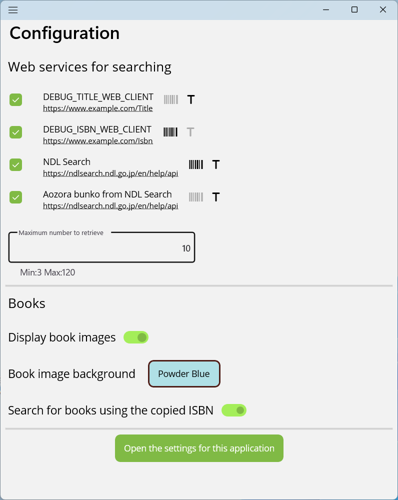 Configuration
Web services for searching
DEBUG_TITLE_WEB_CLIENT
https://www.example.com/Title
DEBUG_ISBN_WEB_CLIENT
https://www.example.com/Isbn
NDL Search
https://ndlsearch.ndl.go.jp/en/help/api
Aozora bunko from NDL Search
https://ndlsearch.ndl.go.jp/en/help/api
Maximum number to retrieve
10
Min:3 Max:120
Books
Display book images
Book image background Powder Blue
Search for books using the copied ISBN
Open the settings for this application